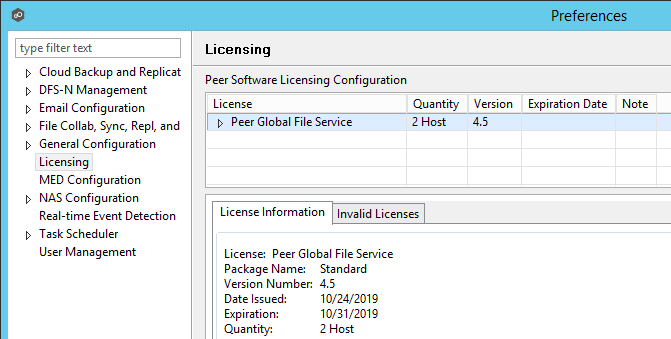 Preferences
type filter text
Cloud Backup and Replicat
DFS-N Management
Email Configuration
File Collab, Sync, Repl, and
General Configuration
Licensing
MED Configuration
NAS Configuration
Real-time Event Detection
Task Scheduler
User Management
Licensing
Peer Software Licensing Configuration
License Quantity Version Expiration Date Note
Peer Global File Service 2 Host 4.5
License Information Invalid Licenses
License: Peer Global File Service
Package Name: Standard
Version Number: 4.5
Date Issued: 10/24/2019
Expiration: 10/31/2019
Quantity: 2 Host